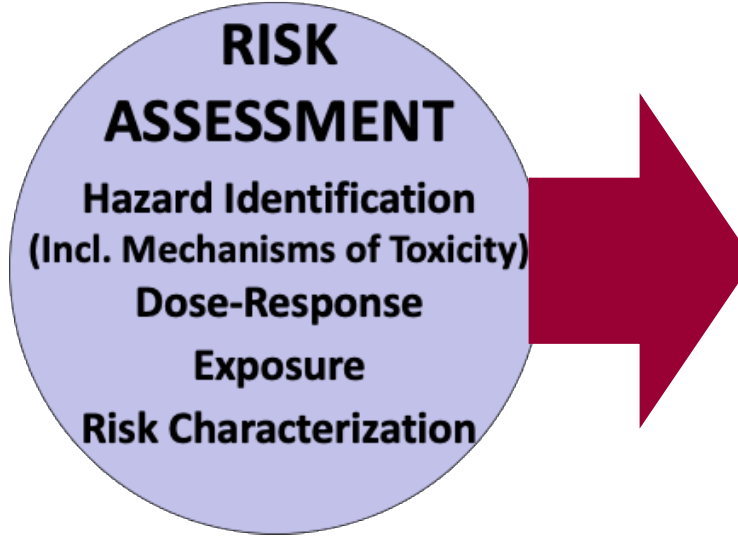 RISK
ASSESSMENT
Hazard Identification
(Incl. Mechanisms of Toxicity)
Dose-Response
Exposure
Risk Characterization